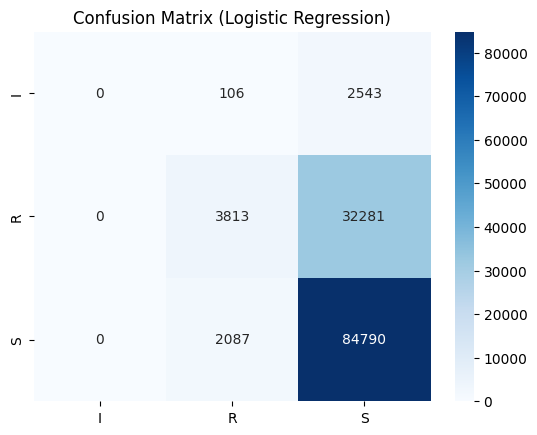 Confusion Matrix (Logistic Regression)
I
0
106
2543
R
0
3813
32281
S
0
2087
84790
I
R
S
80000
70000
60000
50000
40000
30000
20000
10000
0